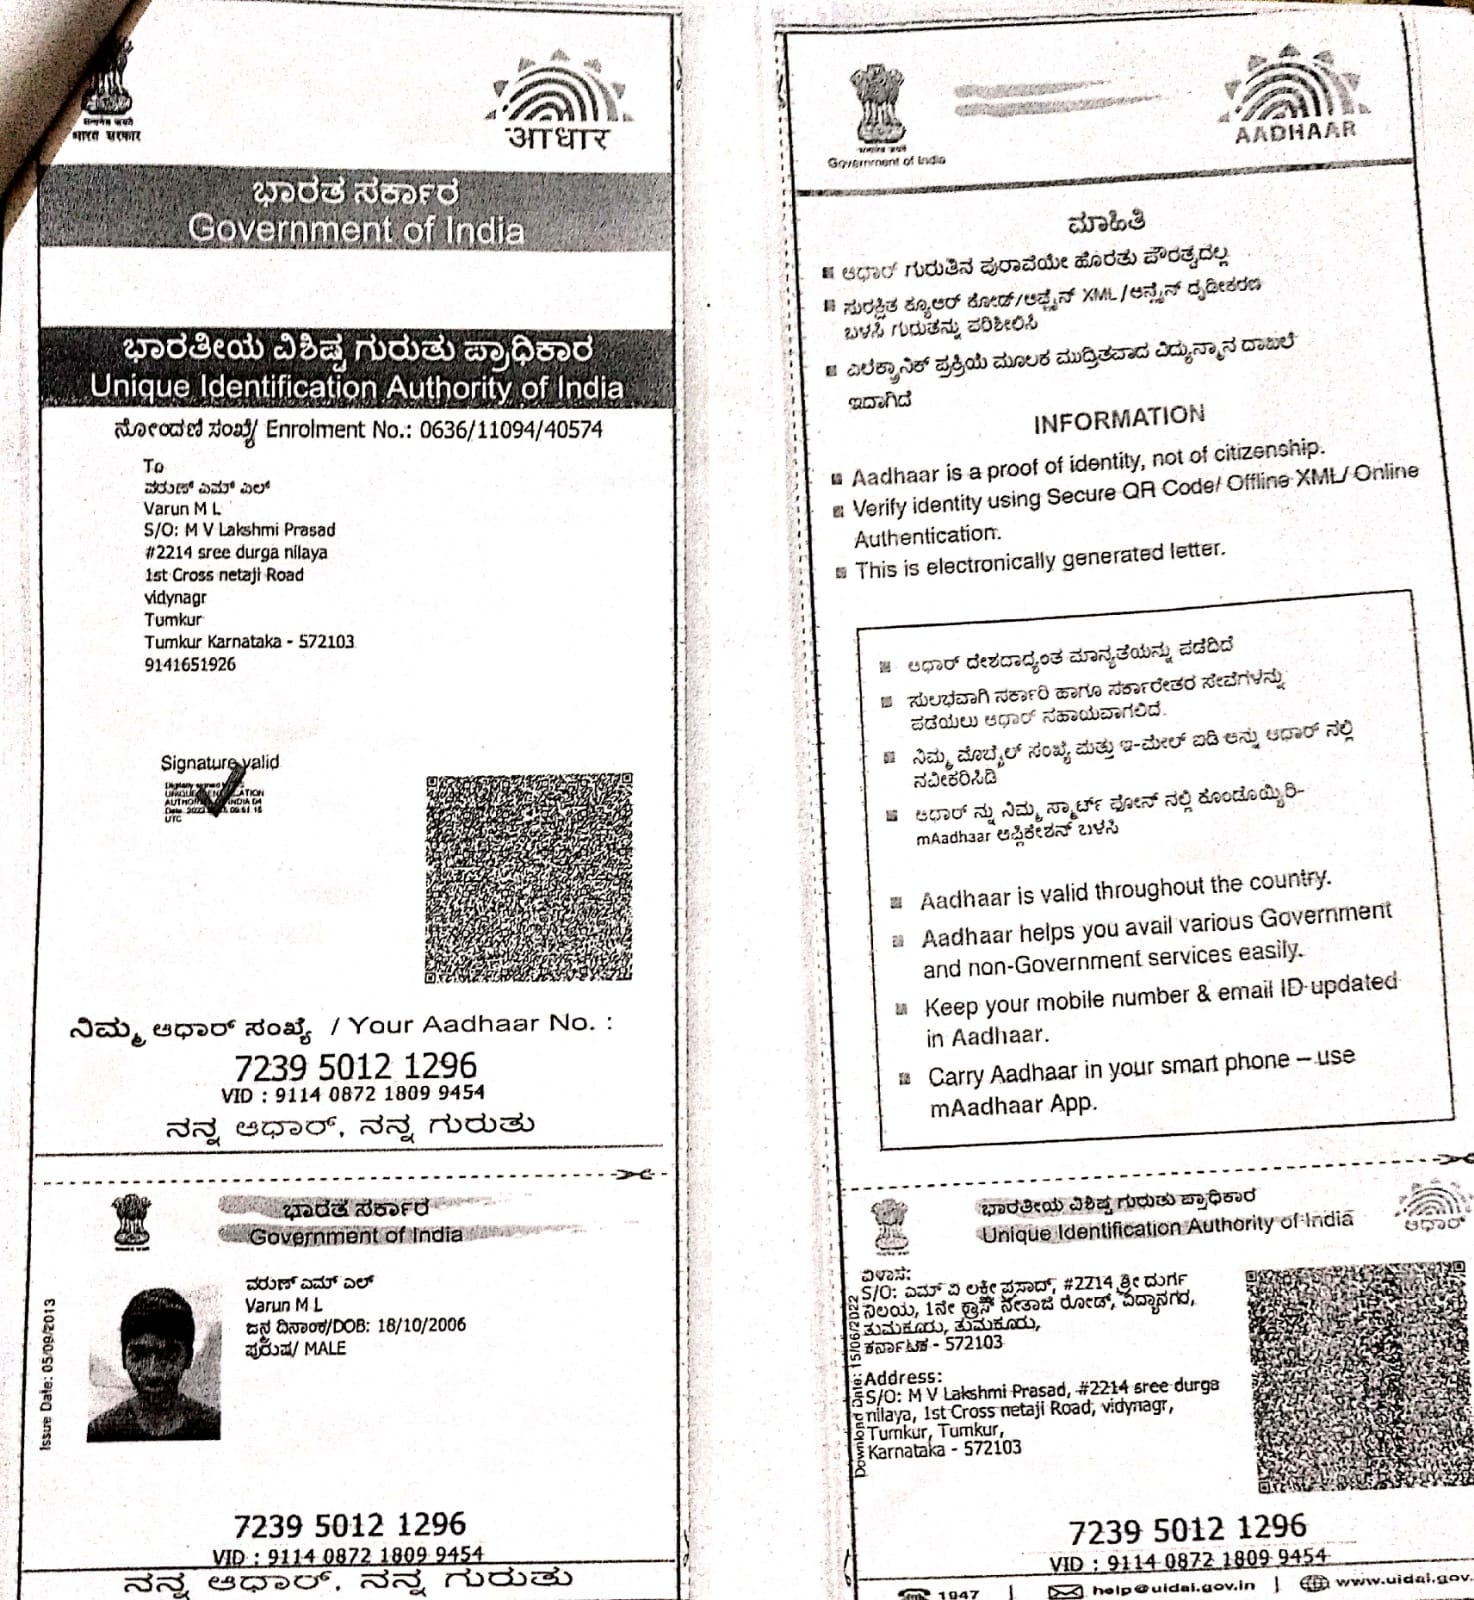 भारत सरकार
आधार
ಭಾರತ ಸರ್ಕಾರ
Government of India
ಭಾರತೀಯ ವಿಶಿಷ್ಟ ಗುರುತು ಪ್ರಾಧಿಕಾರ
Unique Identification Authority of India
ನೋಂದಣಿ ಸಂಖ್ಯೆ/ Enrolment No.: 0636/11094/40574
To
ವರುಣ್ ಎಮ್ ಎಲ್
Varun M L
S/O: M V Lakshmi Prasad
#2214 sree durga nilaya
1st Cross netaji Road
vidynagr
Tumkur
Tumkur Karnataka - 572103
9141651926
Signature valid
UTC
ನಿಮ್ಮ ಆಧಾರ್ ಸಂಖ್ಯೆ / Your Aadhaar No. :
7239 5012 1296
VID : 9114 0872 1809 9454
ನನ್ನ ಆಧಾರ್, ನನ್ನ ಗುರುತು
ಭಾರತ ಸರ್ಕಾರ
Government of India
Issue Date: 05/09/2013
ವರುಣ್ ಎಮ್ ಎಲ್
Varun M L
ಜನ್ಮ ದಿನಾಂಕ/DOB: 18/10/2006
ಪುರುಷ/ MALE
7239 5012 1296
VID : 9114 0872 1809 9454
ನನ್ನ ಆಧಾರ್, ನನ್ನ ಗುರುತು
Government of India
AADHAAR
ಮಾಹಿತಿ
ಆಧಾರ್ ಗುರುತಿನ ಪುರಾವೆಯೇ ಹೊರತು ಪೌರತ್ವದಲ್ಲ
ಸುರಕ್ಷಿತ ಕ್ಯೂಆರ್ ಕೋಡ್/ಆಫ್ಲೈನ್ XML/ಆನ್ಲೈನ್ ದೃಢೀಕರಣ
ಬಳಸಿ ಗುರುತನ್ನು ಪರಿಶೀಲಿಸಿ
ಎಲೆಕ್ಟ್ರಾನಿಕ್ ಪ್ರಕ್ರಿಯೆ ಮೂಲಕ ಮುದ್ರಿತವಾದ ವಿದ್ಯುನ್ಮಾನ ದಾಖಲೆ
ಇದಾಗಿದೆ
INFORMATION
Aadhaar is a proof of identity, not of citizenship.
Verify identity using Secure QR Code/ Offline XML/ Online
Authentication.
This is electronically generated letter.
ಆಧಾರ್ ದೇಶದಾದ್ಯಂತ ಮಾನ್ಯತೆಯನ್ನು ಪಡೆದಿದೆ
ಸುಲಭವಾಗಿ ಸರ್ಕಾರಿ ಹಾಗೂ ಸರ್ಕಾರೇತರ ಸೇವೆಗಳನ್ನು
ಪಡೆಯಲು ಆಧಾರ್ ಸಹಾಯವಾಗಲಿದೆ.
ನಿಮ್ಮ ಮೊಬೈಲ್ ಸಂಖ್ಯೆ ಮತ್ತು ಇ-ಮೇಲ್ ಐಡಿ ಅನ್ನು ಆಧಾರ್ ನಲ್ಲಿ
ನವೀಕರಿಸಿಡಿ
ಆಧಾರ್ ನ್ನು ನಿಮ್ಮ ಸ್ಮಾರ್ಟ್ ಫೋನ್ ನಲ್ಲಿ ಕೊಂಡೊಯ್ಯಿರಿ-
mAadhaar ಅಪ್ಲಿಕೇಶನ್ ಬಳಸಿ
Aadhaar is valid throughout the country.
Aadhaar helps you avail various Government
and non-Government services easily.
Keep your mobile number & email ID updated
in Aadhaar.
Carry Aadhaar in your smart phone – use
mAadhaar App.
ಭಾರತೀಯ ವಿಶಿಷ್ಟ ಗುರುತು ಪ್ರಾಧಿಕಾರ
Unique Identification Authority of India
ಆಧಾರ್
Download Date: 15/06/2022
ವಿಳಾಸ:
S/O: ಎಮ್ ವಿ ಲಕ್ಷ್ಮೀ ಪ್ರಸಾದ್, #2214 ಶ್ರೀ ದುರ್ಗ
ನಿಲಯ, 1ನೇ ಕ್ರಾಸ್ ನೇತಾಜಿ ರೋಡ್, ವಿದ್ಯಾನಗರ,
ತುಮಕೂರು, ತುಮಕೂರು,
ಕರ್ನಾಟಕ - 572103
Address:
S/O: M V Lakshmi Prasad, #2214 sree durga
nilaya, 1st Cross netaji Road, vidynagr,
Tumkur, Tumkur,
Karnataka - 572103
7239 5012 1296
VID : 9114 0872 1809 9454
1947 | help@uidai.gov.in | www.uidai.gov.